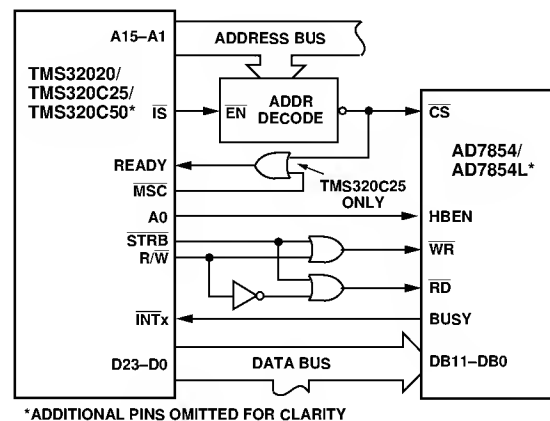 A15–A1
ADDRESS BUS
TMS32020/
TMS320C25/
TMS320C50*
IS
EN
ADDR
DECODE
CS
AD7854/
AD7854L*
READY
MSC
TMS320C25
ONLY
A0
HBEN
STRB
R/W
WR
RD
INTx
BUSY
D23–D0
DATA BUS
DB11–DB0
*ADDITIONAL PINS OMITTED FOR CLARITY